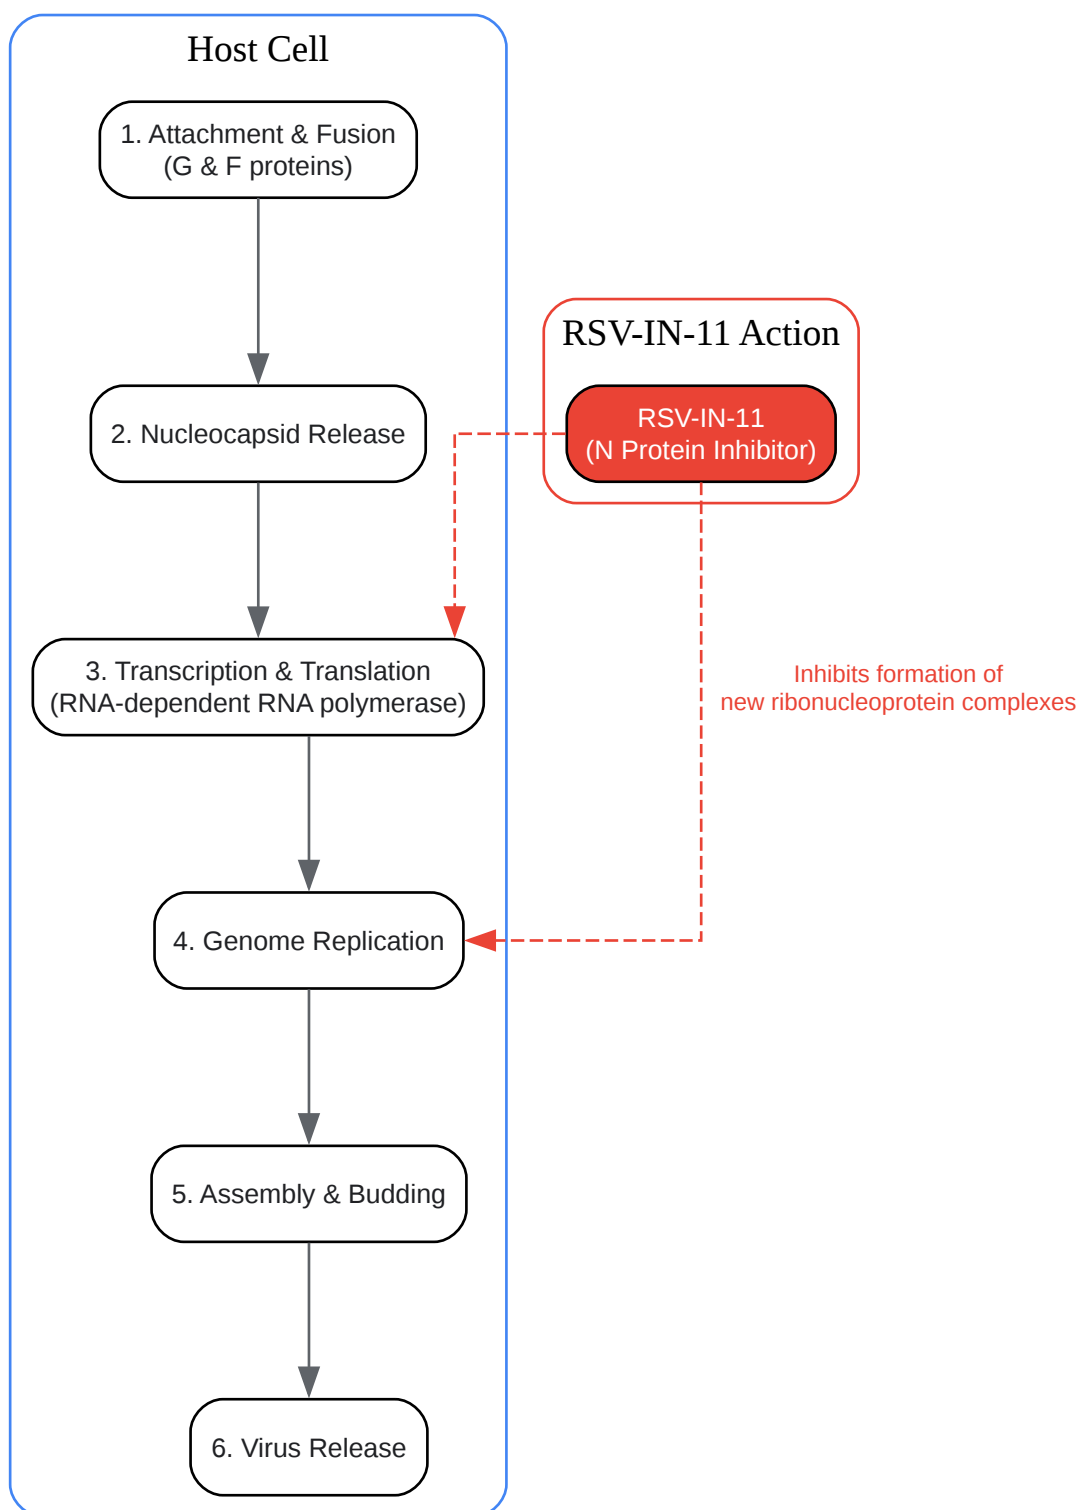 Host Cell
1. Attachment & Fusion
(G & F proteins)
2. Nucleocapsid Release
RSV-IN-11 Action
RSV-IN-11
(N Protein Inhibitor)
3. Transcription & Translation
(RNA-dependent RNA polymerase)
Inhibits formation of
new ribonucleoprotein complexes
4. Genome Replication
5. Assembly & Budding
6. Virus Release